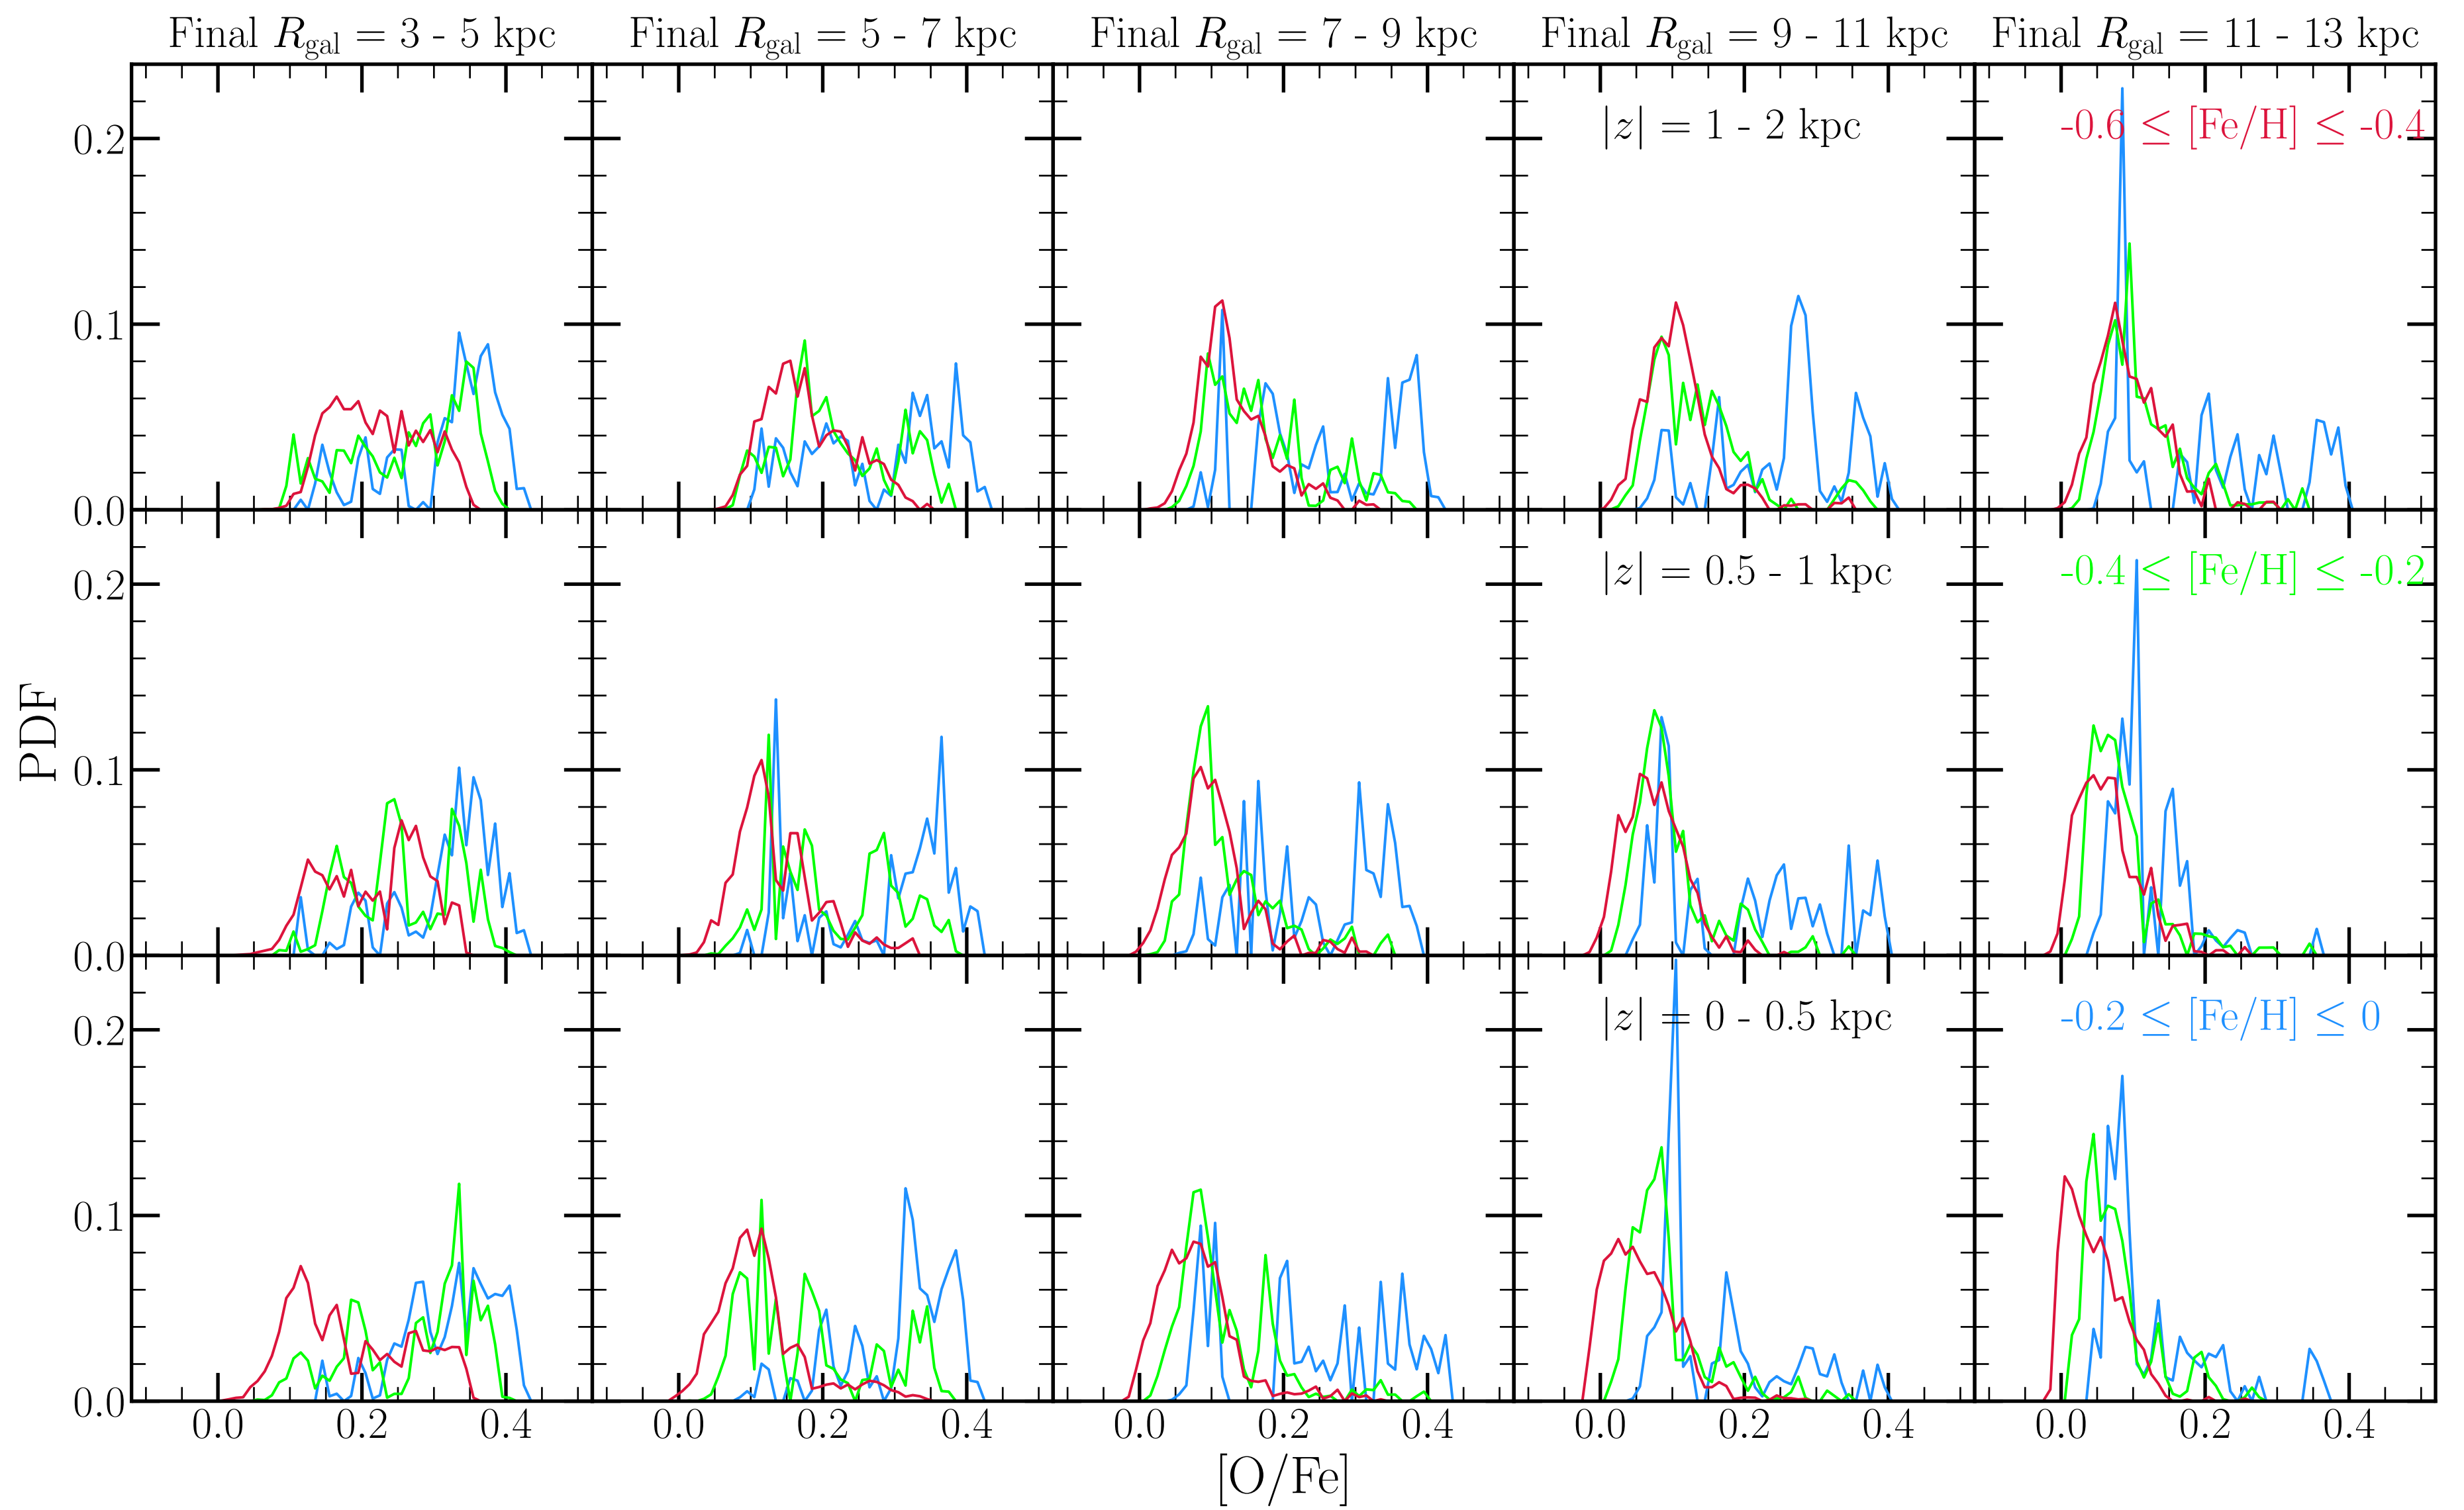 Final R_gal = 3 - 5 kpc
Final R_gal = 5 - 7 kpc
Final R_gal = 7 - 9 kpc
Final R_gal = 9 - 11 kpc
Final R_gal = 11 - 13 kpc
|z| = 1 - 2 kpc
-0.6 ≤ [Fe/H] ≤ -0.4
0.2
0.1
0.0
|z| = 0.5 - 1 kpc
-0.4 ≤ [Fe/H] ≤ -0.2
0.2
0.1
0.0
PDF
|z| = 0 - 0.5 kpc
-0.2 ≤ [Fe/H] ≤ 0
0.2
0.1
0.0
0.0 0.2 0.4
0.0 0.2 0.4
0.0 0.2 0.4
0.0 0.2 0.4
0.0 0.2 0.4
[O/Fe]